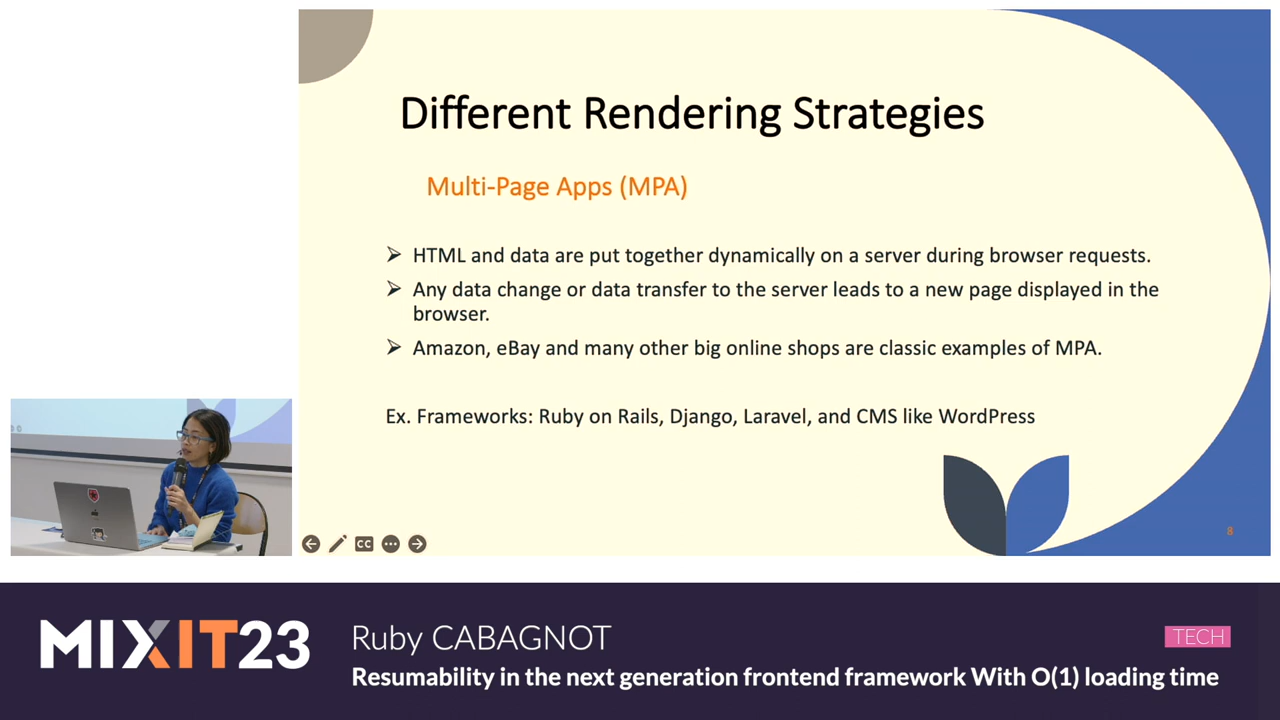 Different Rendering Strategies
Multi-Page Apps (MPA)
HTML and data are put together dynamically on a server during browser requests.
Any data change or data transfer to the server leads to a new page displayed in the
browser.
Amazon, eBay and many other big online shops are classic examples of MPA.
Ex. Frameworks: Ruby on Rails, Django, Laravel, and CMS like WordPress
CC
8
MIXIT23
Ruby CABAGNOT
TECH
Resumability in the next generation frontend framework With O(1) loading time